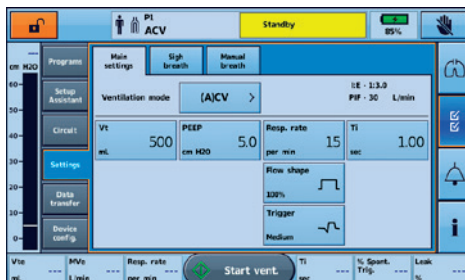 P1
ACV
Standby
85%
cm H2O
60-
50-
40-
30-
20-
10-
0-
Programs
Setup
Assistant
Circuit
Settings
Data
transfer
Device
config.
Main
settings
Sigh
breath
Manual
breath
Ventilation mode
(A)CV >
I:E - 1:3.0
PIF - 30 L/min
Vt
500
mL
PEEP
5.0
cm H2O
Resp. rate
15
per min
Ti
1.00
sec
Flow shape
100%
Trigger
Medium
Vte
---
mL
MVe
---
L/min
Resp. rate
---
per min
Start vent.
Ti
---
sec
% Spont.
Trig.
---
Leak
---
%